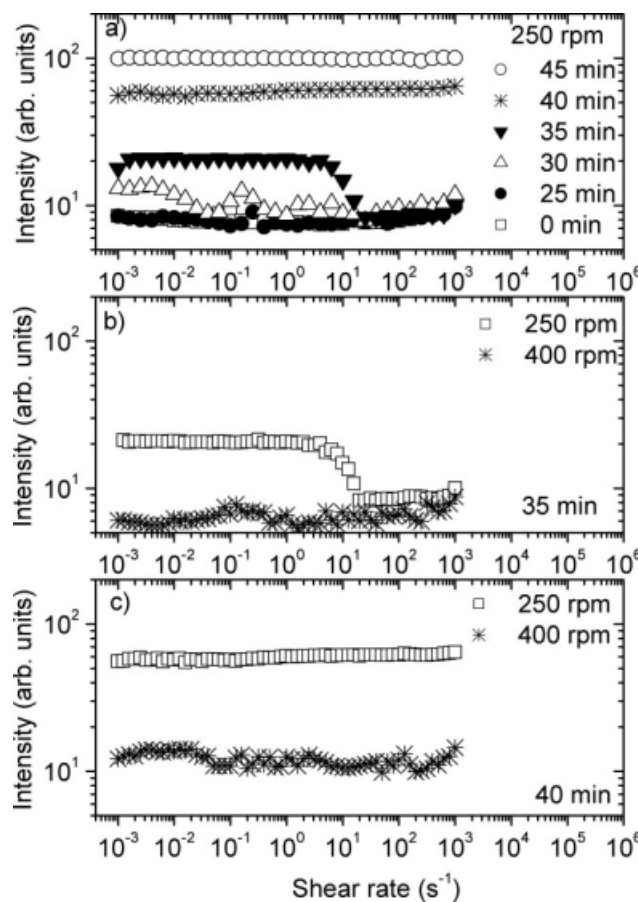 a)
250 rpm
45 min
40 min
35 min
30 min
25 min
0 min
10² 10¹
Intensity (arb. units)
10⁻³ 10⁻² 10⁻¹ 10⁰ 10¹ 10² 10³ 10⁴ 10⁵ 10⁶
b)
250 rpm
400 rpm
35 min
10² 10¹
Intensity (arb. units)
10⁻³ 10⁻² 10⁻¹ 10⁰ 10¹ 10² 10³ 10⁴ 10⁵ 10⁶
c)
250 rpm
400 rpm
40 min
10² 10¹
Intensity (arb. units)
10⁻³ 10⁻² 10⁻¹ 10⁰ 10¹ 10² 10³ 10⁴ 10⁵ 10⁶
Shear rate (s⁻¹)